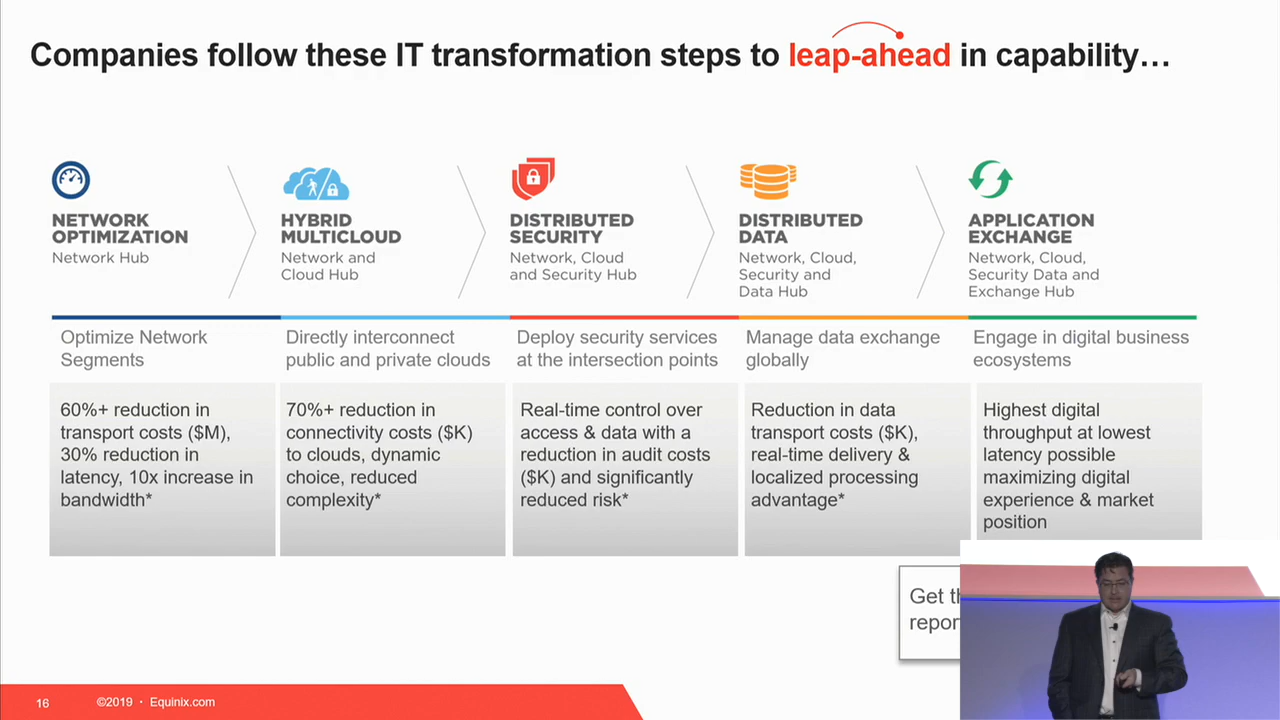 Companies follow these IT transformation steps to leap-ahead in capability…
NETWORK
OPTIMIZATION
Network Hub
HYBRID
MULTICLOUD
Network and
Cloud Hub
DISTRIBUTED
SECURITY
Network, Cloud
and Security Hub
DISTRIBUTED
DATA
Network, Cloud,
Security and
Data Hub
APPLICATION
EXCHANGE
Network, Cloud,
Security Data and
Exchange Hub
Optimize Network
Segments
Directly interconnect
public and private clouds
Deploy security services
at the intersection points
Manage data exchange
globally
Engage in digital business
ecosystems
60%+ reduction in
transport costs ($M),
30% reduction in
latency, 10x increase in
bandwidth*
70%+ reduction in
connectivity costs ($K)
to clouds, dynamic
choice, reduced
complexity*
Real-time control over
access & data with a
reduction in audit costs
($K) and significantly
reduced risk*
Reduction in data
transport costs ($K),
real-time delivery &
localized processing
advantage*
Highest digital
throughput at lowest
latency possible
maximizing digital
experience & market
position
Get
16
©2019 · Equinix.com